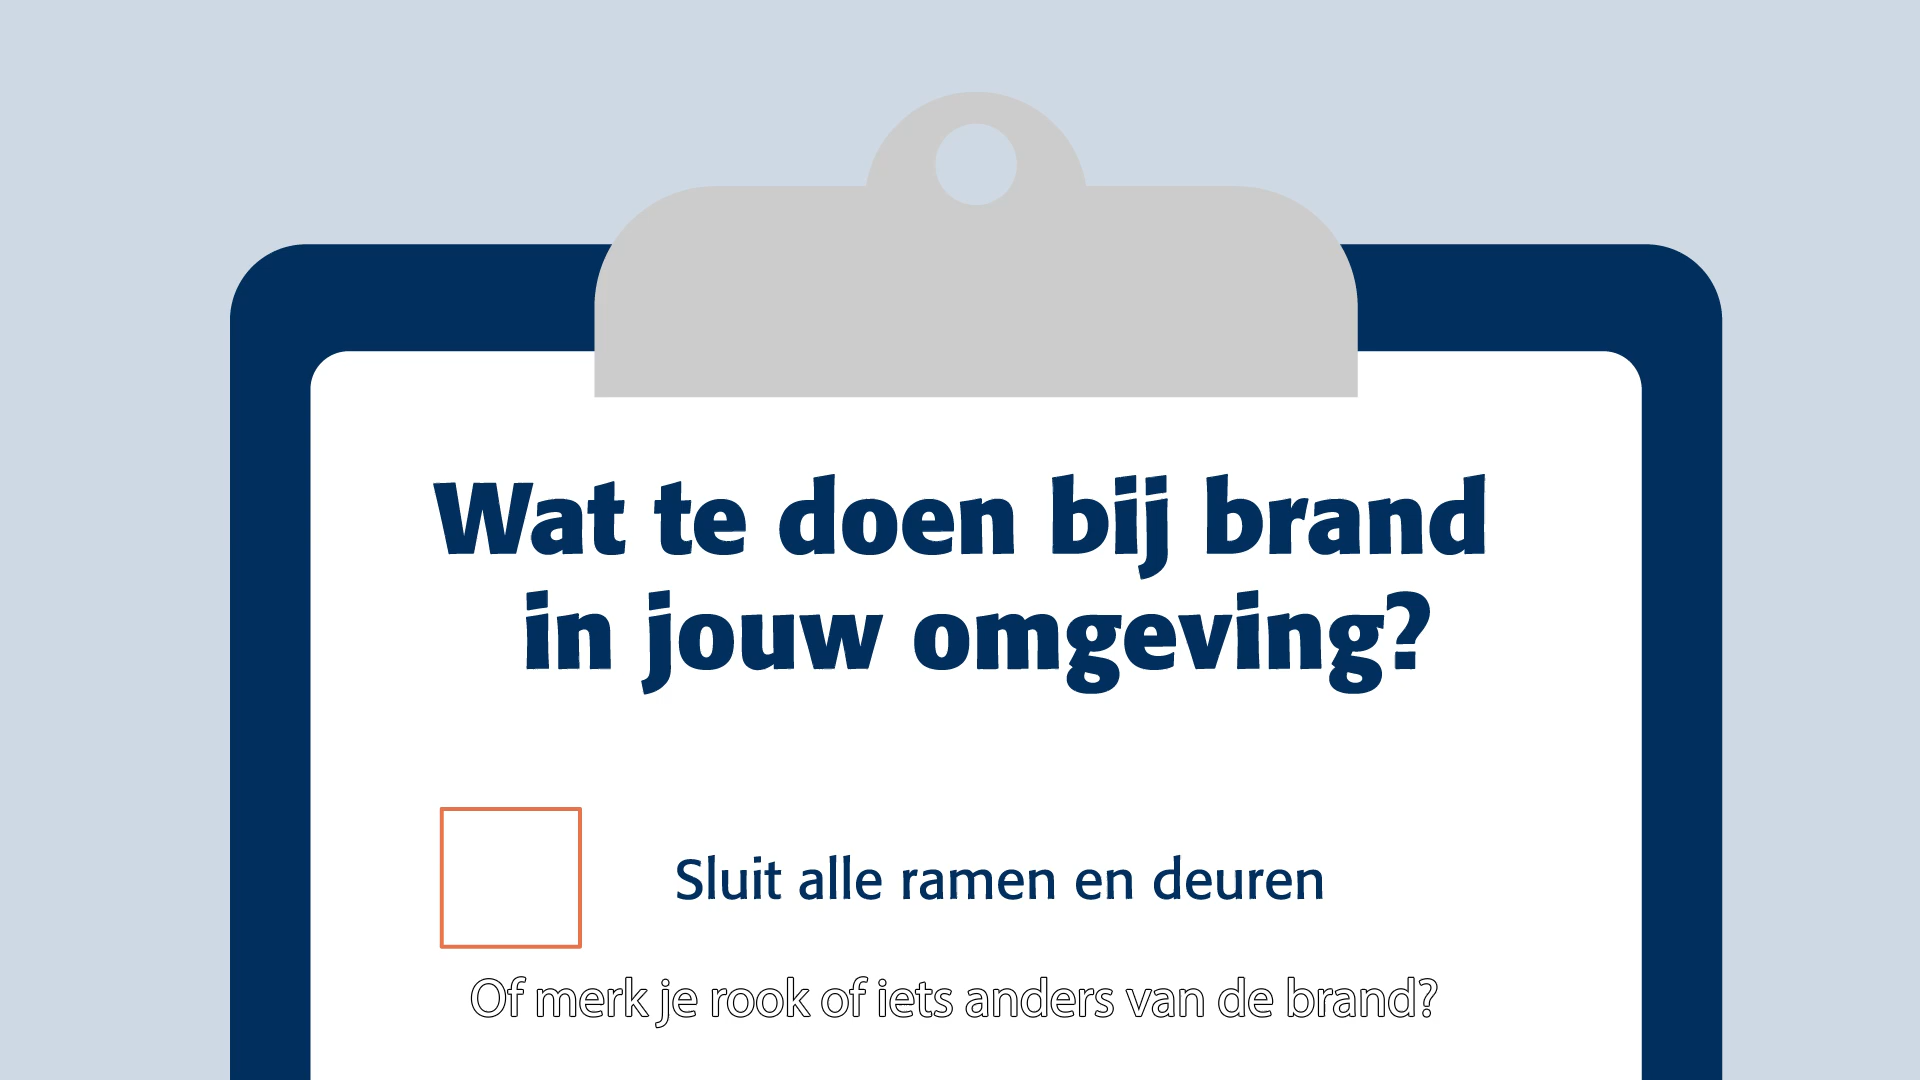 Wat te doen bij brand
in jouw omgeving?
Sluit alle ramen en deuren
Of merk je rook of iets anders van de brand?